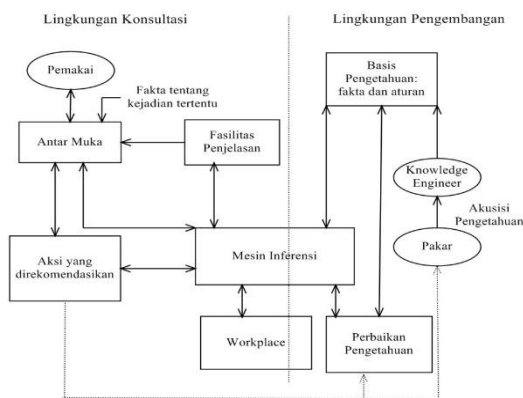 Lingkungan Konsultasi
Lingkungan Pengembangan
Pemakai
Fakta tentang
kejadian tertentu
Basis
Pengetahuan:
fakta dan aturan
Antar Muka
Fasilitas
Penjelasan
Knowledge
Engineer
Akusisi
Pengetahuan
Pakar
Aksi yang
direkomendasikan
Mesin Inferensi
Workplace
Perbaikan
Pengetahuan